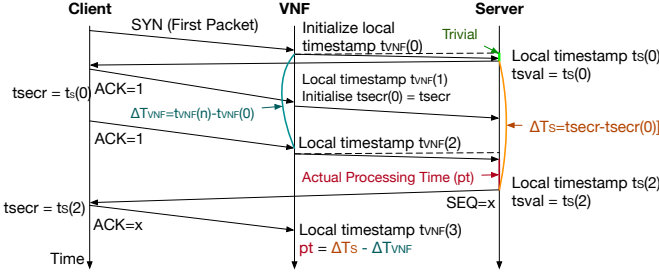 Client
VNF
Server
SYN (First Packet)
Initialize local
timestamp tVNF(0)
Trivial
Local timestamp tS(0)
tsval = tS(0)
ACK=1
tsecr = tS(0)
Local timestamp tVNF(1)
Initialise tsecr(0) = tsecr
ΔTVNF=tVNF(n)-tVNF(0)
ΔTS=tsecr-tsecr(0)]
ACK=1
Local timestamp tVNF(2)
Actual Processing Time (pt)
Local timestamp tS(2)
tsval = tS(2)
SEQ=x
tsecr = tS(2)
ACK=x
Local timestamp tVNF(3)
pt = ΔTS - ΔTVNF
Time